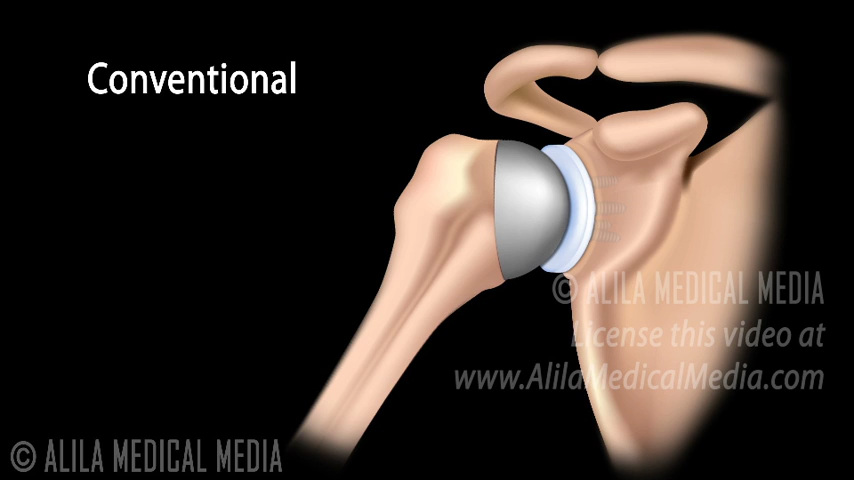 Conventional
© ALILA MEDICAL MEDIA
License this video at
www.AlilaMedicalMedia.com
© ALILA MEDICAL MEDIA